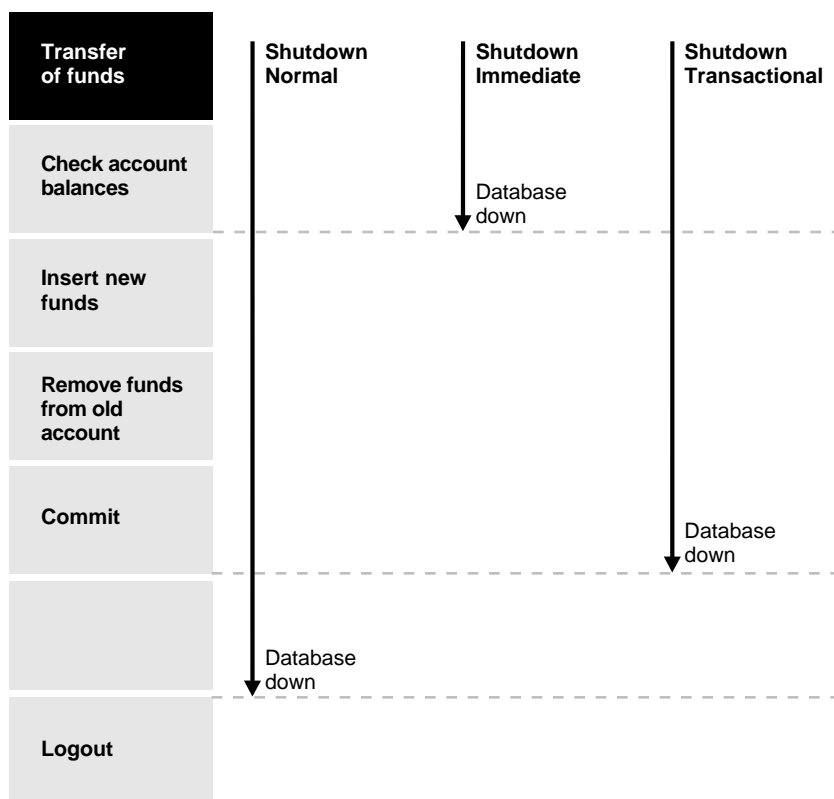 Transfer
of funds
Shutdown
Normal
Shutdown
Immediate
Shutdown
Transactional
Check account
balances
Database
down
Insert new
funds
Remove funds
from old
account
Commit
Database
down
Database
down
Logout